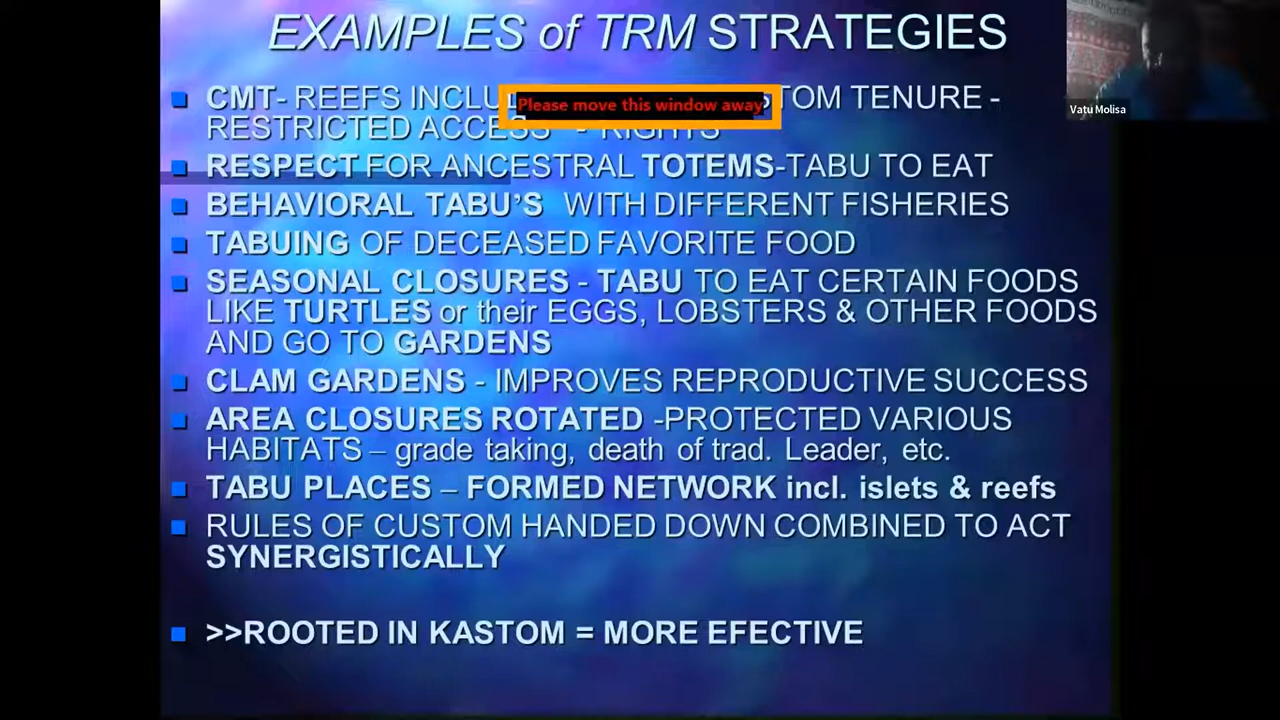 EXAMPLES of TRM STRATEGIES
CMT- REEFS TOM TENURE -
Please move this window away
RESTRICTED ACCESS - RIGHTS
RESPECT FOR ANCESTRAL TOTEMS-TABU TO EAT
BEHAVIORAL TABU'S WITH DIFFERENT FISHERIES
TABUING OF DECEASED FAVORITE FOOD
SEASONAL CLOSURES - TABU TO EAT CERTAIN FOODS
LIKE TURTLES or their EGGS, LOBSTERS & OTHER FOODS
AND GO TO GARDENS
CLAM GARDENS - IMPROVES REPRODUCTIVE SUCCESS
AREA CLOSURES ROTATED -PROTECTED VARIOUS
HABITATS – grade taking, death of trad. Leader, etc.
TABU PLACES – FORMED NETWORK incl. islets & reefs
RULES OF CUSTOM HANDED DOWN COMBINED TO ACT
SYNERGISTICALLY
>>ROOTED IN KASTOM = MORE EFECTIVE
Vatu Molisa